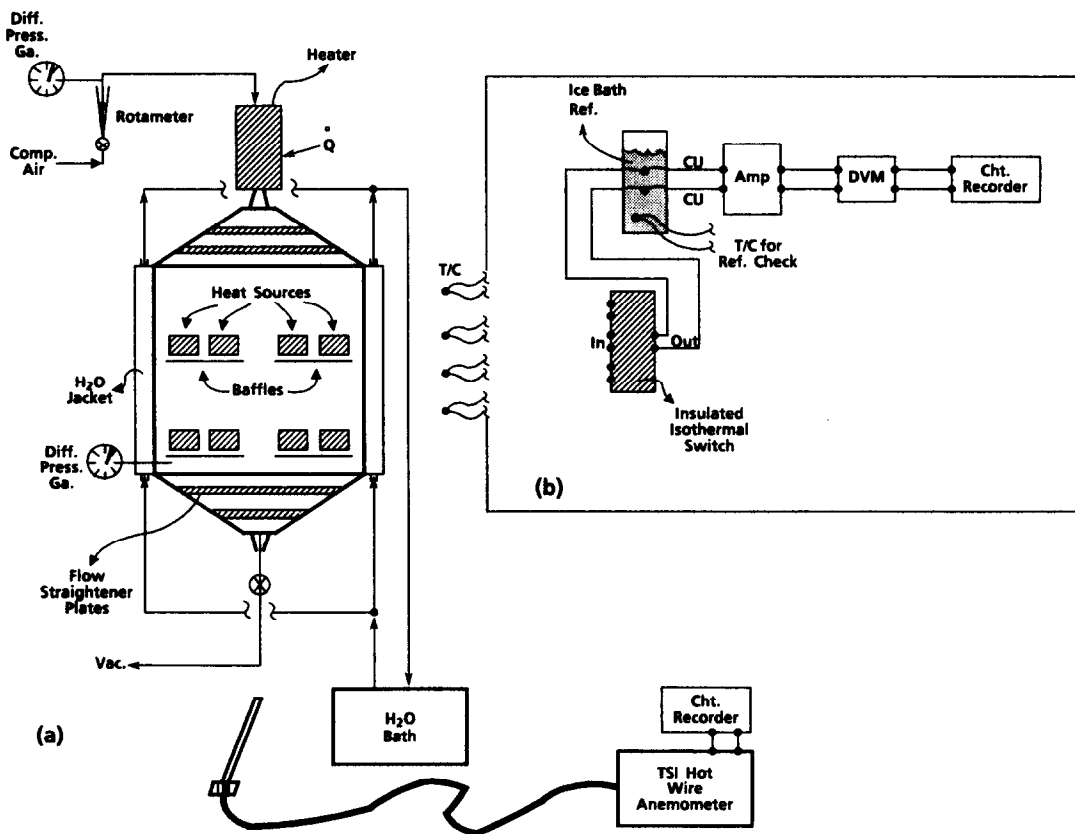 Diff.
Press.
Ga.
Rotameter
Comp.
Air
Heater
Q̇
Heat Sources
Baffles
H₂O
Jacket
Diff.
Press.
Ga.
Flow
Straightener
Plates
Vac.
(a)
H₂O
Bath
T/C
Ice Bath
Ref.
CU
CU
Amp
DVM
Cht.
Recorder
T/C for
Ref. Check
In
Out
Insulated
Isothermal
Switch
(b)
Cht.
Recorder
TSI Hot
Wire
Anemometer